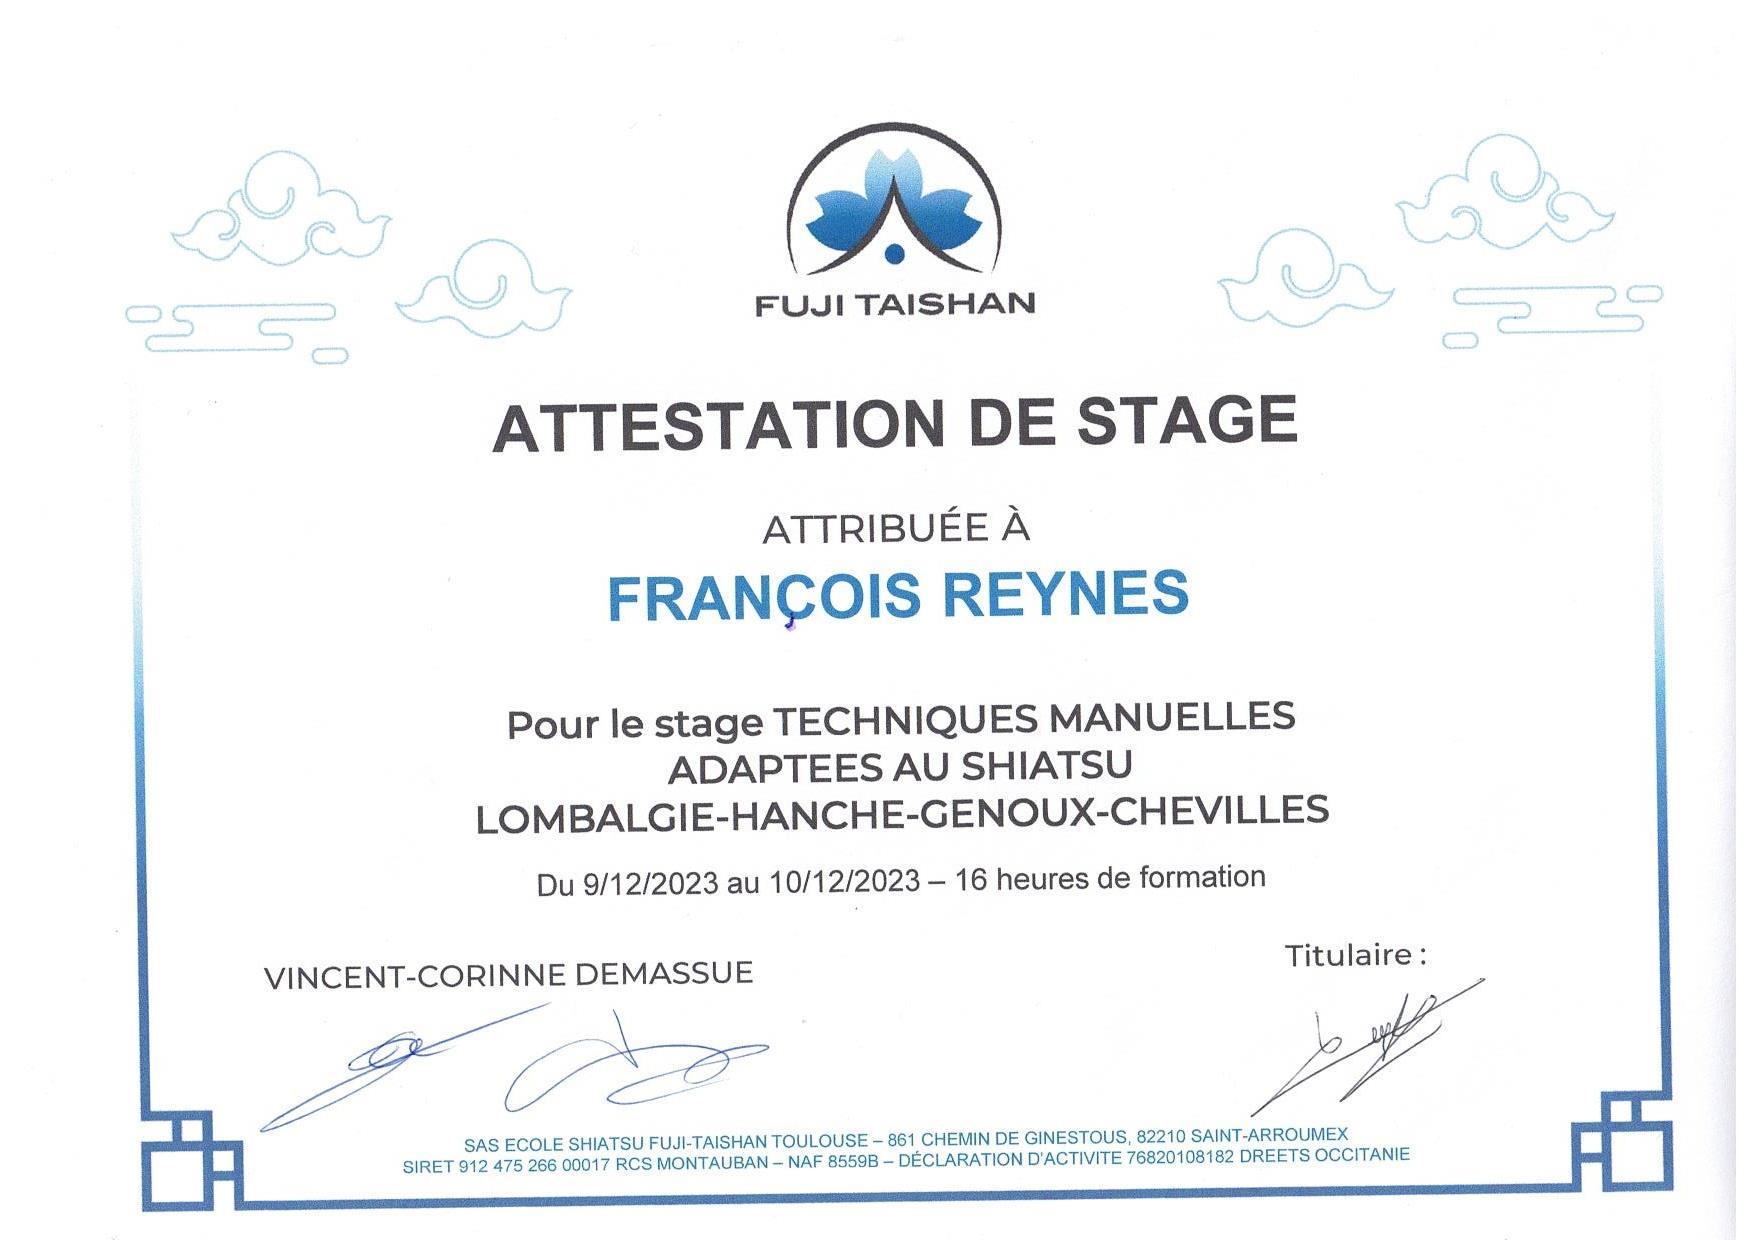 FUJI TAISHAN
ATTESTATION DE STAGE
ATTRIBUÉE À
FRANÇOIS REYNES
Pour le stage TECHNIQUES MANUELLES
ADAPTEES AU SHIATSU
LOMBALGIE-HANCHE-GENOUX-CHEVILLES
Du 9/12/2023 au 10/12/2023 – 16 heures de formation
VINCENT-CORINNE DEMASSUE
Titulaire :
SAS ECOLE SHIATSU FUJI-TAISHAN TOULOUSE – 861 CHEMIN DE GINESTOUS, 82210 SAINT-ARROUMEX
SIRET 912 475 266 00017 RCS MONTAUBAN – NAF 8559B – DÉCLARATION D'ACTIVITE 76820108182 DREETS OCCITANIE